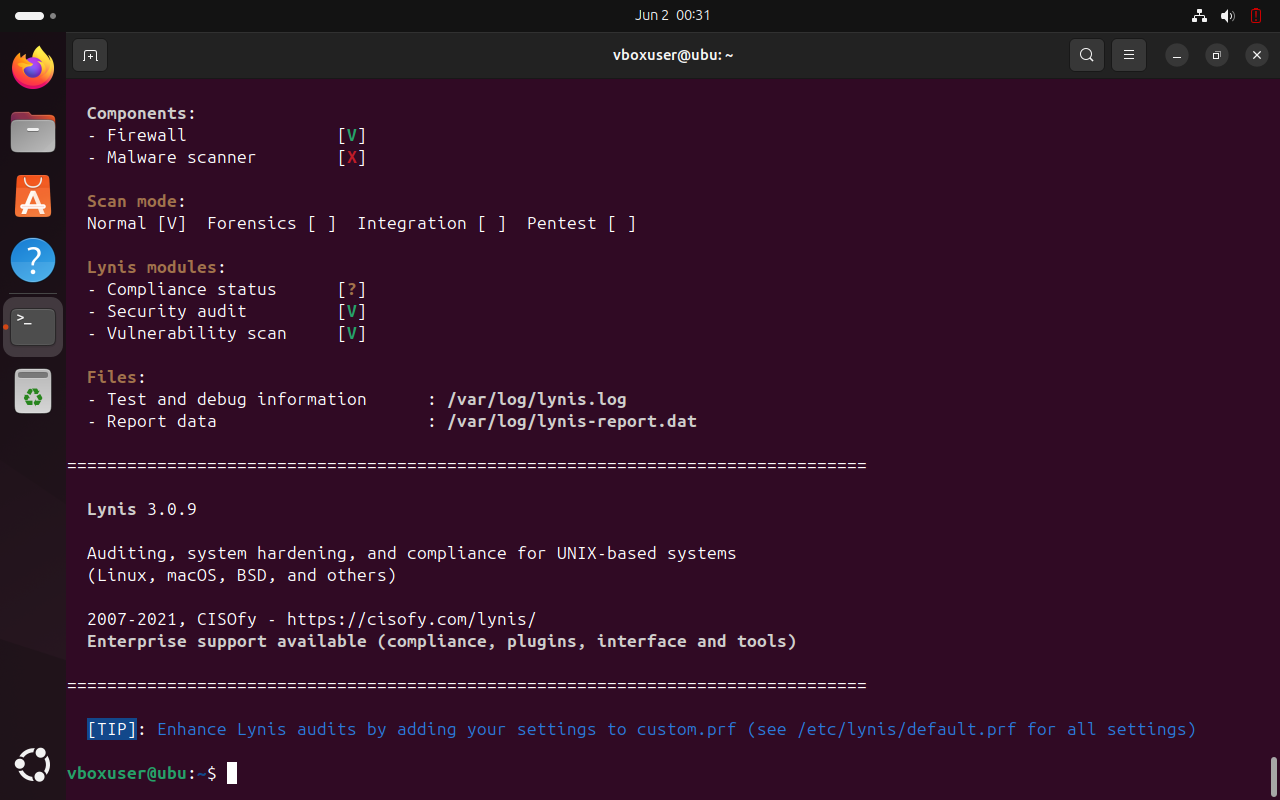 Jun 2 00:31
vboxuser@ubu: ~
Components:
- Firewall [V]
- Malware scanner [X]
Scan mode:
Normal [V] Forensics [ ] Integration [ ] Pentest [ ]
Lynis modules:
- Compliance status [?]
- Security audit [V]
- Vulnerability scan [V]
Files:
- Test and debug information : /var/log/lynis.log
- Report data : /var/log/lynis-report.dat
================================================================================
Lynis 3.0.9
Auditing, system hardening, and compliance for UNIX-based systems
(Linux, macOS, BSD, and others)
2007-2021, CISOfy - https://cisofy.com/lynis/
Enterprise support available (compliance, plugins, interface and tools)
================================================================================
[TIP]: Enhance Lynis audits by adding your settings to custom.prf (see /etc/lynis/default.prf for all settings)
vboxuser@ubu:~$